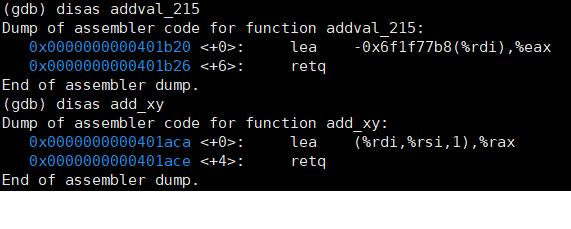 (gdb) disas addval_215
Dump of assembler code for function addval_215:
   0x0000000000401b20 <+0>:     lea    -0x6f1f77b8(%rdi),%eax
   0x0000000000401b26 <+6>:     retq
End of assembler dump.
(gdb) disas add_xy
Dump of assembler code for function add_xy:
   0x0000000000401aca <+0>:     lea    (%rdi,%rsi,1),%rax
   0x0000000000401ace <+4>:     retq
End of assembler dump.